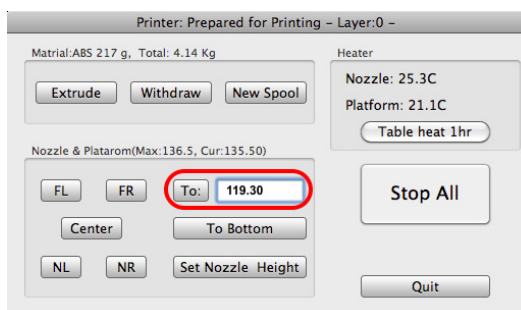 Printer: Prepared for Printing – Layer:0 –
Matrial:ABS 217 g, Total: 4.14 Kg
Extrude Withdraw New Spool
Nozzle & Platarom(Max:136.5, Cur:135.50)
FL FR To: 119.30
Center To Bottom
NL NR Set Nozzle Height
Heater
Nozzle: 25.3C
Platform: 21.1C
Table heat 1hr
Stop All
Quit